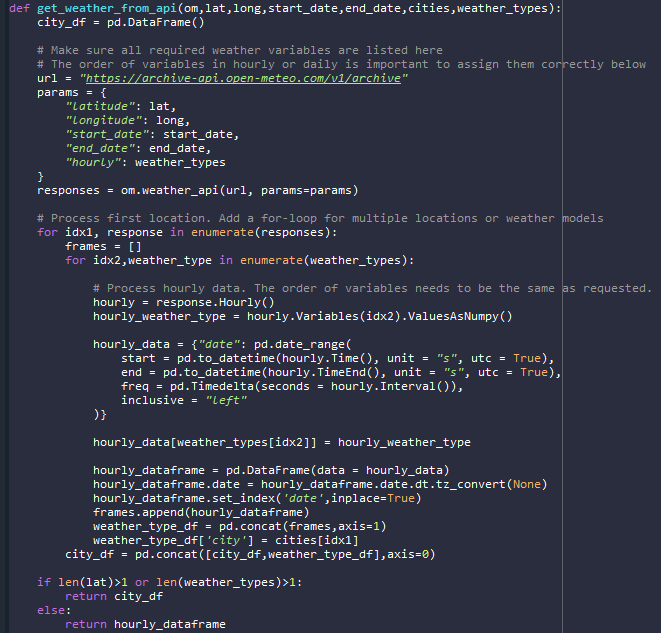 def get_weather_from_api(om,lat,long,start_date,end_date,cities,weather_types):
    city_df = pd.DataFrame()

    # Make sure all required weather variables are listed here
    # The order of variables in hourly or daily is important to assign them correctly below
    url = "https://archive-api.open-meteo.com/v1/archive"
    params = {
        "latitude": lat,
        "longitude": long,
        "start_date": start_date,
        "end_date": end_date,
        "hourly": weather_types
    }
    responses = om.weather_api(url, params=params)

    # Process first location. Add a for-loop for multiple locations or weather models
    for idx1, response in enumerate(responses):
        frames = []
        for idx2,weather_type in enumerate(weather_types):

            # Process hourly data. The order of variables needs to be the same as requested.
            hourly = response.Hourly()
            hourly_weather_type = hourly.Variables(idx2).ValuesAsNumpy()

            hourly_data = {"date": pd.date_range(
                start = pd.to_datetime(hourly.Time(), unit = "s", utc = True),
                end = pd.to_datetime(hourly.TimeEnd(), unit = "s", utc = True),
                freq = pd.Timedelta(seconds = hourly.Interval()),
                inclusive = "left"
            )}

            hourly_data[weather_types[idx2]] = hourly_weather_type

            hourly_dataframe = pd.DataFrame(data = hourly_data)
            hourly_dataframe.date = hourly_dataframe.date.dt.tz_convert(None)
            hourly_dataframe.set_index('date',inplace=True)
            frames.append(hourly_dataframe)
            weather_type_df = pd.concat(frames,axis=1)
            weather_type_df['city'] = cities[idx1]
        city_df = pd.concat([city_df,weather_type_df],axis=0)

    if len(lat)>1 or len(weather_types)>1:
        return city_df
    else:
        return hourly_dataframe